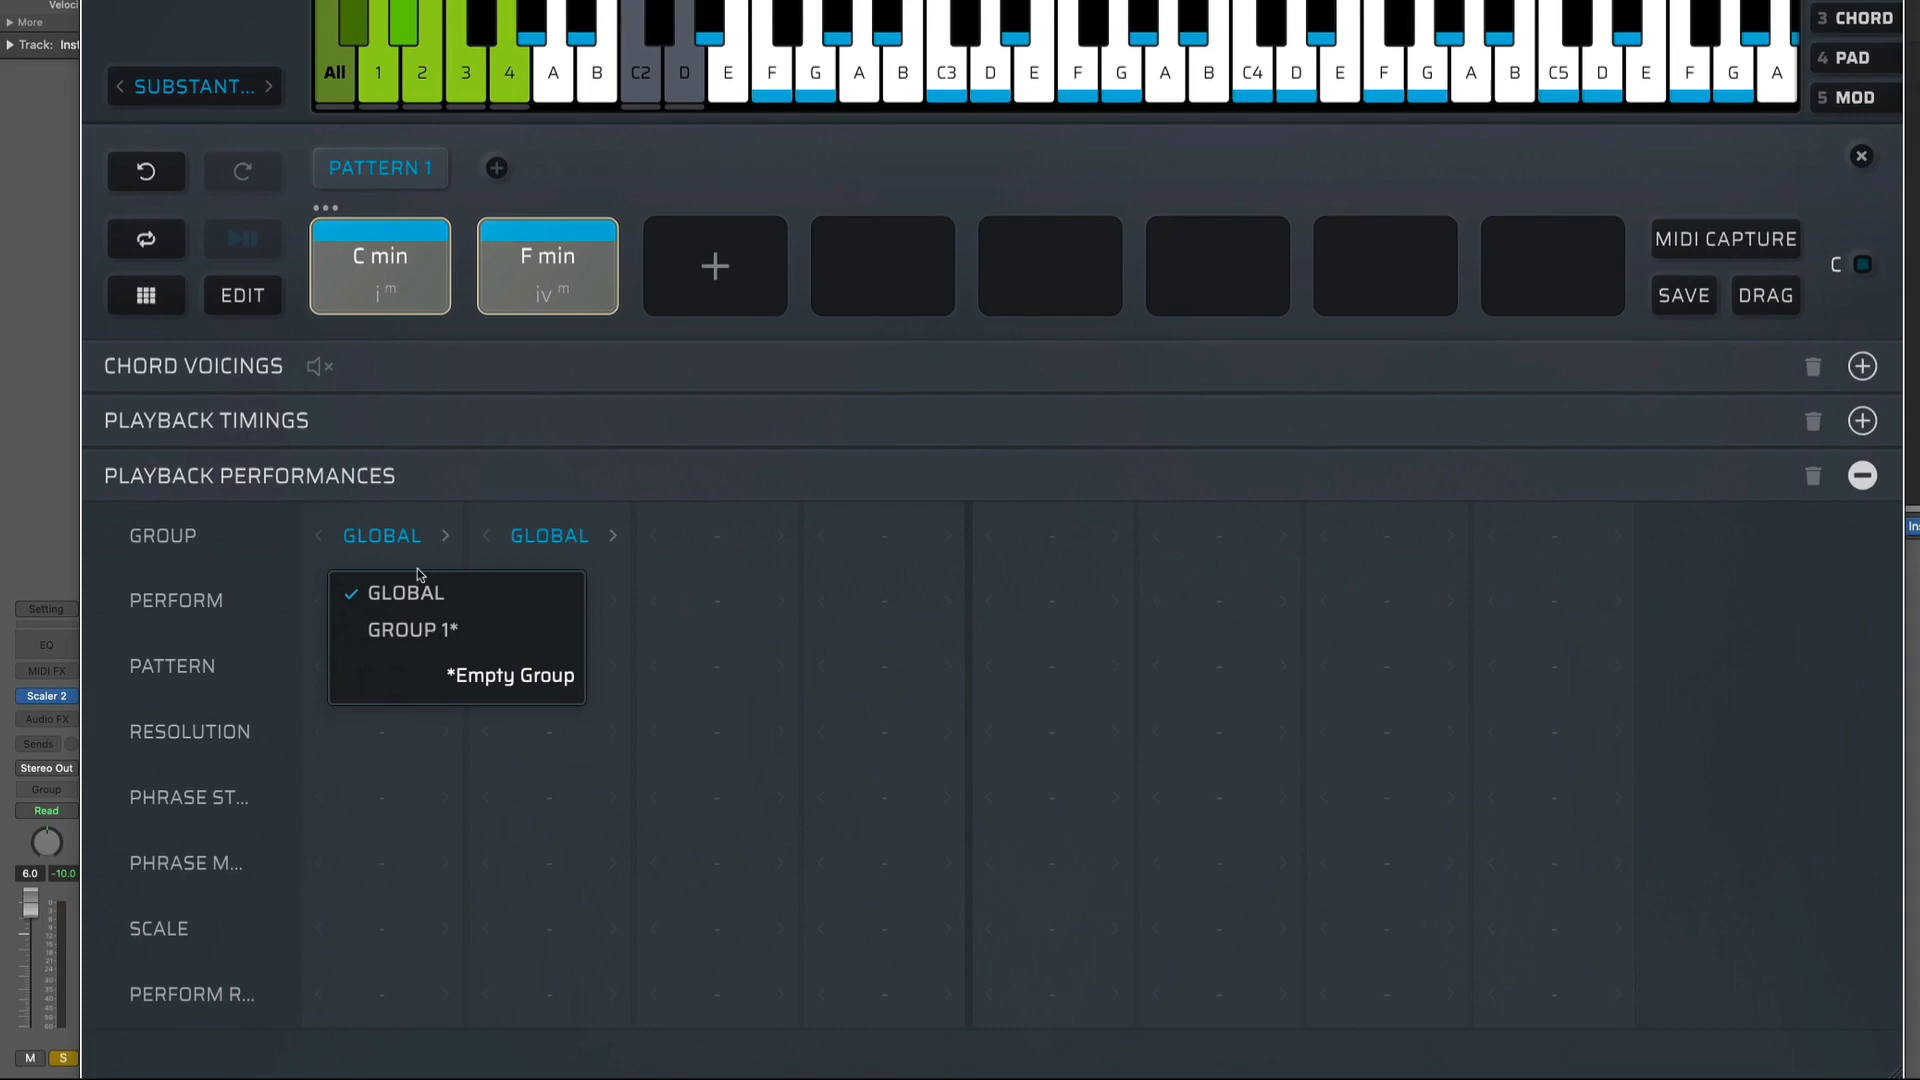 Veloci
More
Track: Inst
3 CHORD
4 PAD
5 MOD
SUBSTANT...
All 1 2 3 4 A B C2 D E F G A B C3 D E F G A B C4 D E F G A B C5 D E F G A
PATTERN 1
C min
i m
F min
iv m
MIDI CAPTURE
C
EDIT
SAVE
DRAG
CHORD VOICINGS
PLAYBACK TIMINGS
PLAYBACK PERFORMANCES
GROUP
GLOBAL
GLOBAL
GLOBAL
GROUP 1*
*Empty Group
PERFORM
PATTERN
RESOLUTION
PHRASE ST...
PHRASE M...
SCALE
PERFORM R...
Ins
Setting
EQ
MIDI FX
Scaler 2
Audio FX
Sends
Stereo Out
Group
Read
6.0 -10.0
M S